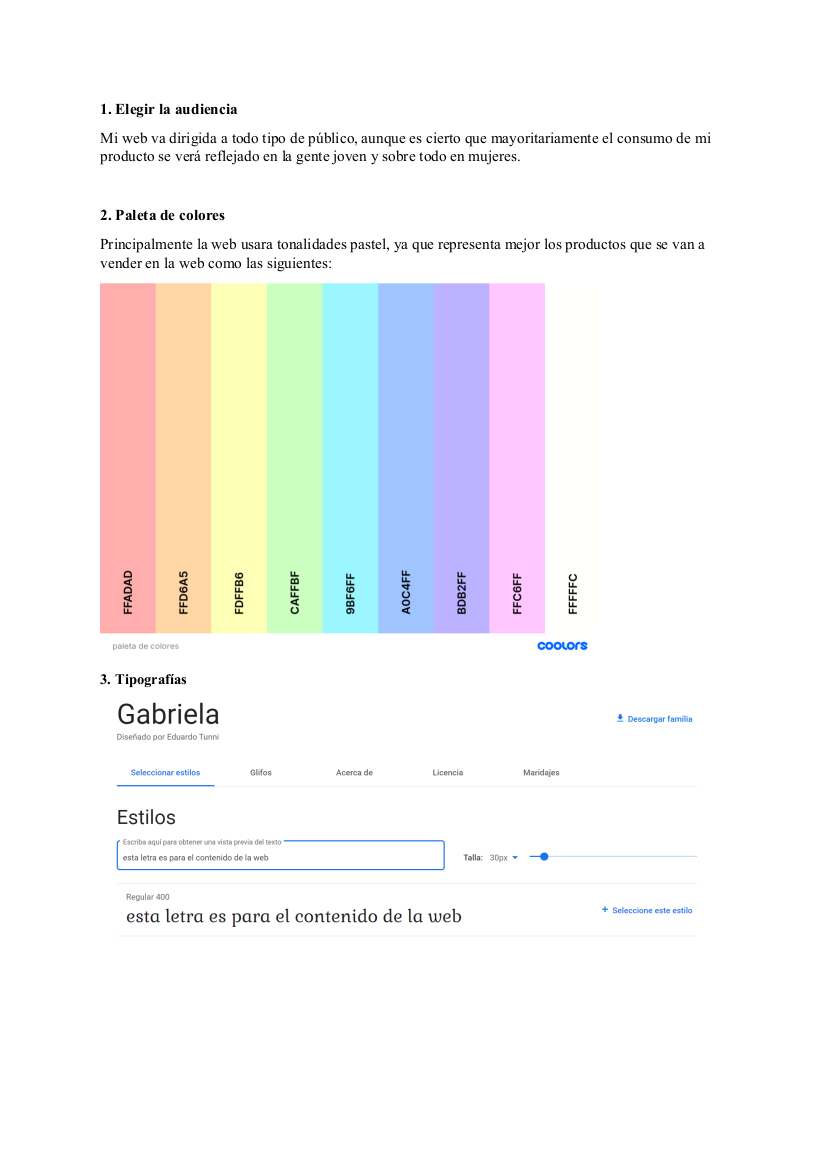 1. Elegir la audiencia
Mi web va dirigida a todo tipo de público, aunque es cierto que mayoritariamente el consumo de mi
producto se verá reflejado en la gente joven y sobre todo en mujeres.
2. Paleta de colores
Principalmente la web usara tonalidades pastel, ya que representa mejor los productos que se van a
vender en la web como las siguientes:
FFADAD
FFD6A5
FDFFB6
CAFFBF
9BF6FF
A0C4FF
BDB2FF
FFC6FF
FFFFFC
paleta de colores
coolors
3. Tipografías
Gabriela
Descargar familia
Diseñado por Eduardo Tunni
Seleccionar estilos Glifos Acerca de Licencia Maridajes
Estilos
Escriba aquí para obtener una vista previa del texto
esta letra es para el contenido de la web
Talla: 30px
Regular 400
esta letra es para el contenido de la web
+ Seleccione este estilo